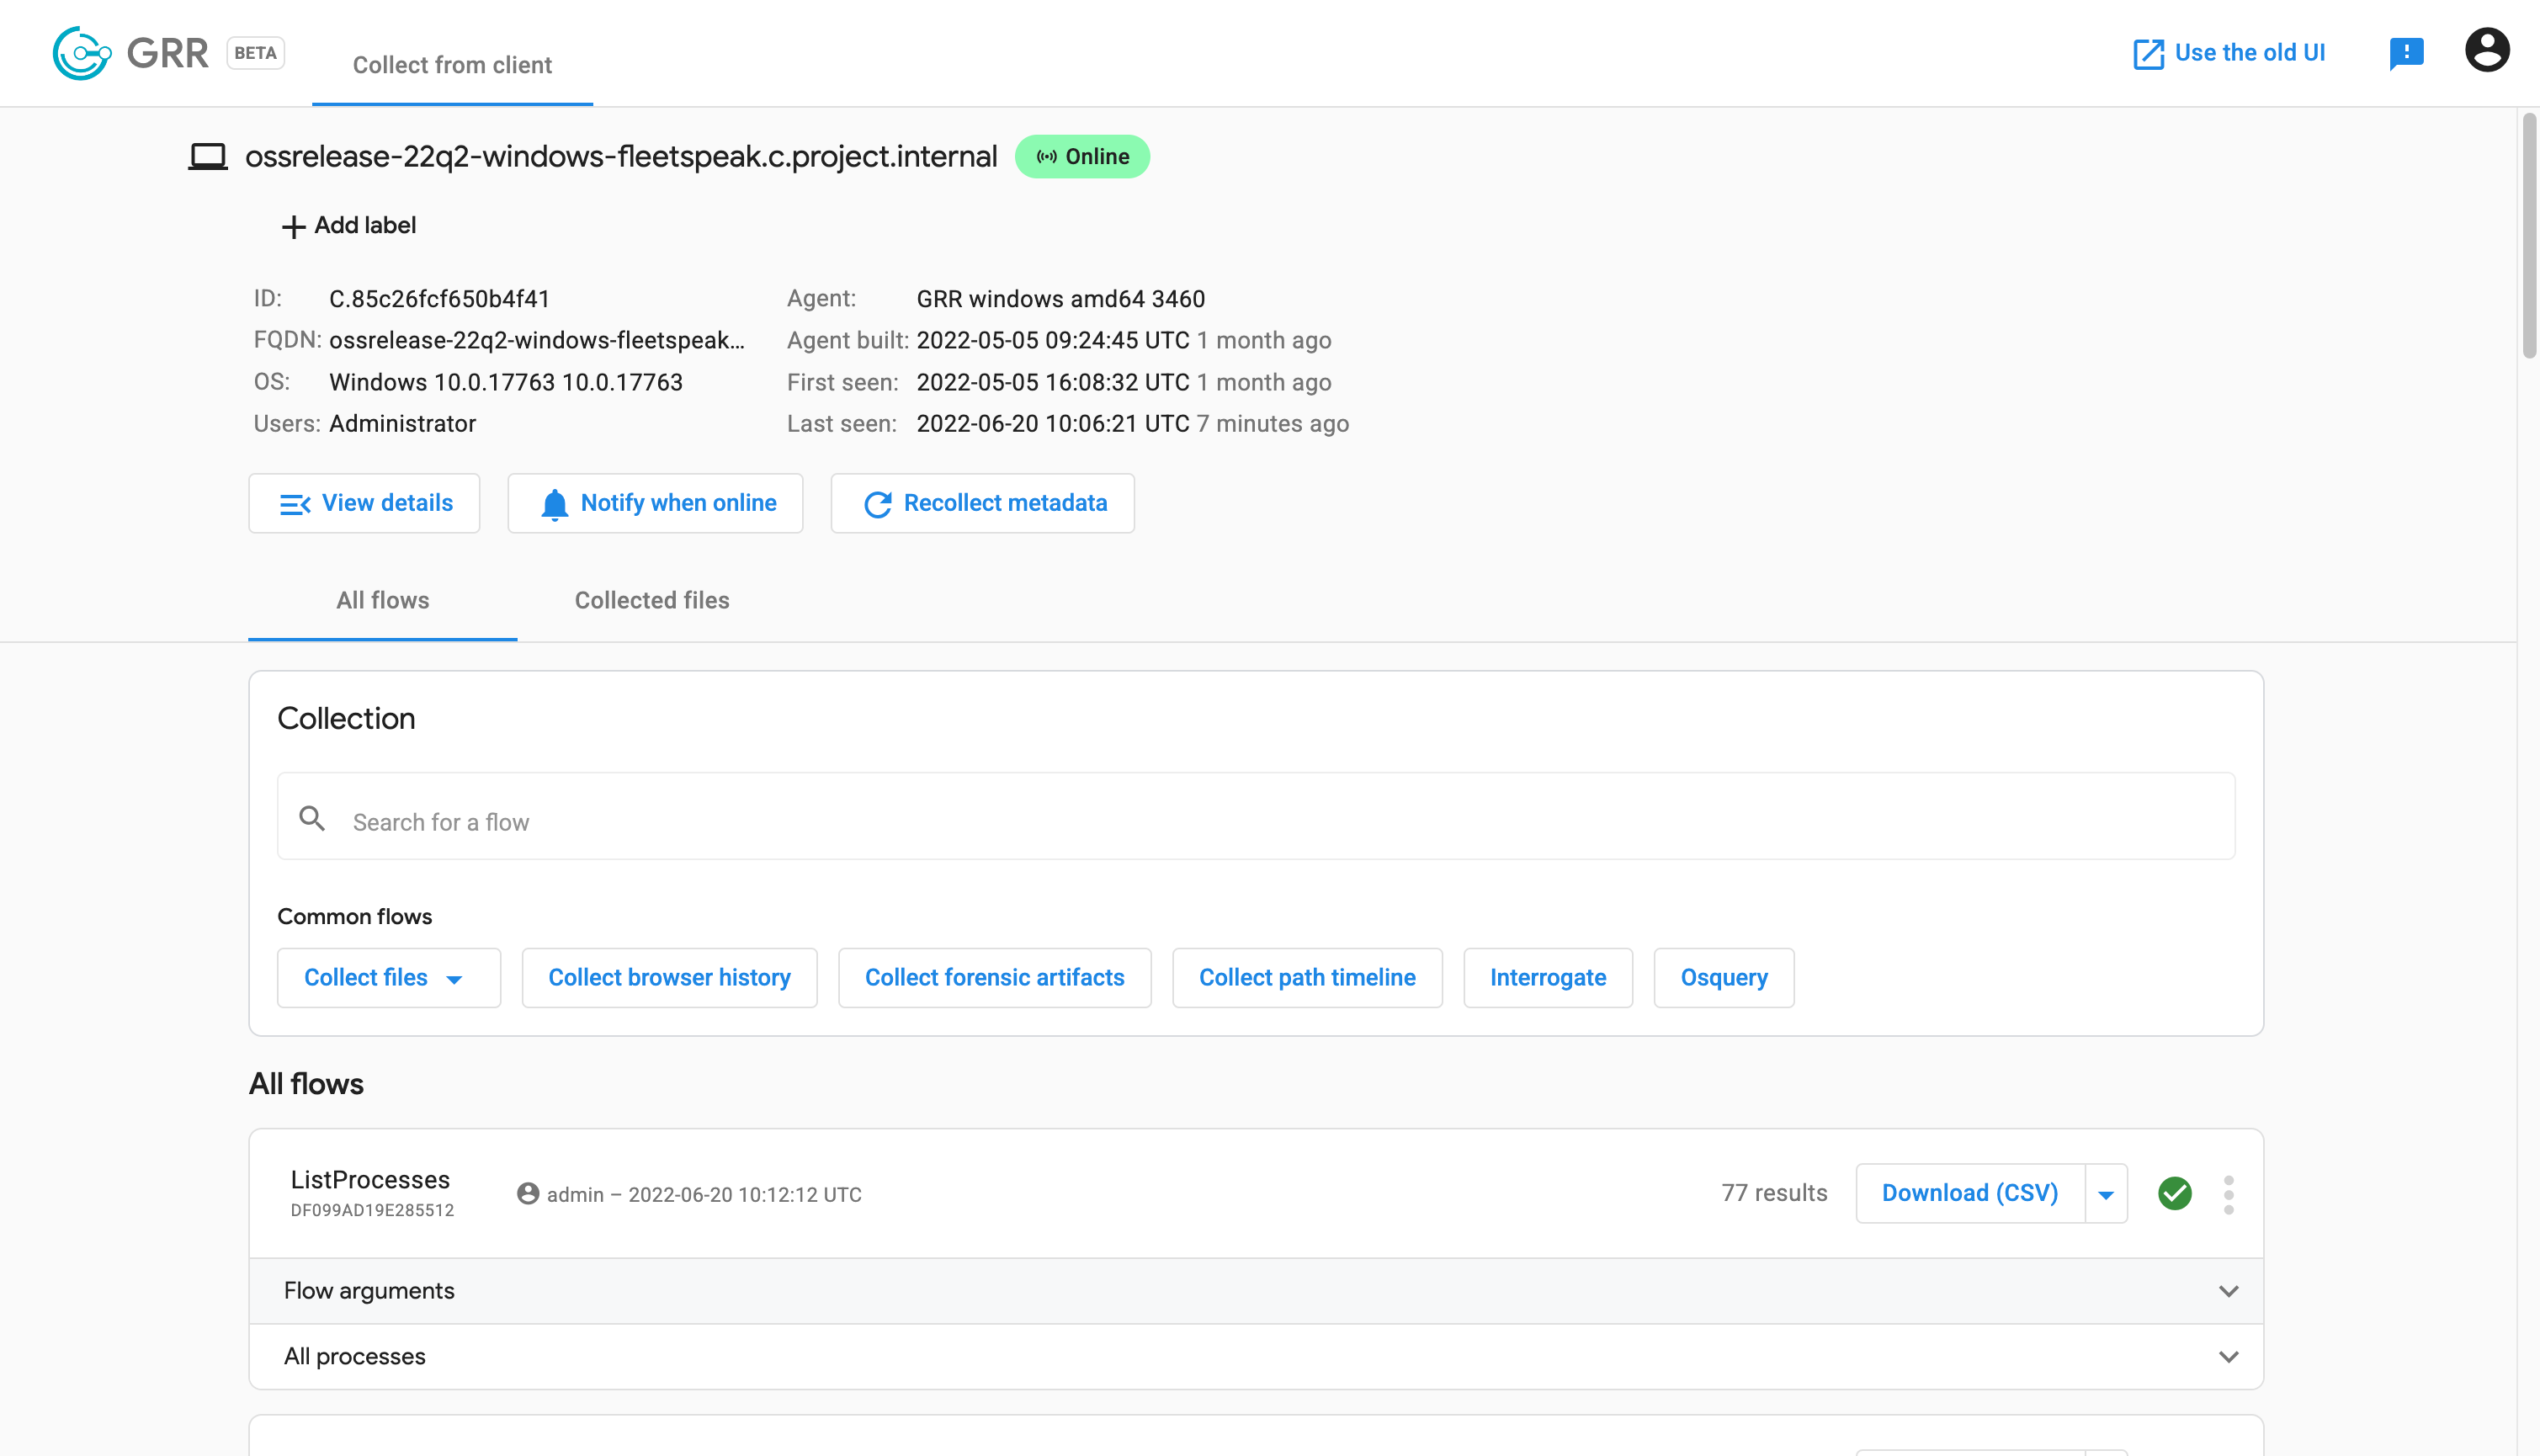 GRR BETA
Collect from client
Use the old UI
ossrelease-22q2-windows-fleetspeak.c.project.internal
Online
Add label
ID: C.85c26fcf650b4f41
Agent: GRR windows amd64 3460
FQDN: ossrelease-22q2-windows-fleetspeak...
Agent built: 2022-05-05 09:24:45 UTC 1 month ago
OS: Windows 10.0.17763 10.0.17763
First seen: 2022-05-05 16:08:32 UTC 1 month ago
Users: Administrator
Last seen: 2022-06-20 10:06:21 UTC 7 minutes ago
View details
Notify when online
Recollect metadata
All flows
Collected files
Collection
Search for a flow
Common flows
Collect files
Collect browser history
Collect forensic artifacts
Collect path timeline
Interrogate
Osquery
All flows
ListProcesses
DF099AD19E285512
admin – 2022-06-20 10:12:12 UTC
77 results
Download (CSV)
Flow arguments
All processes